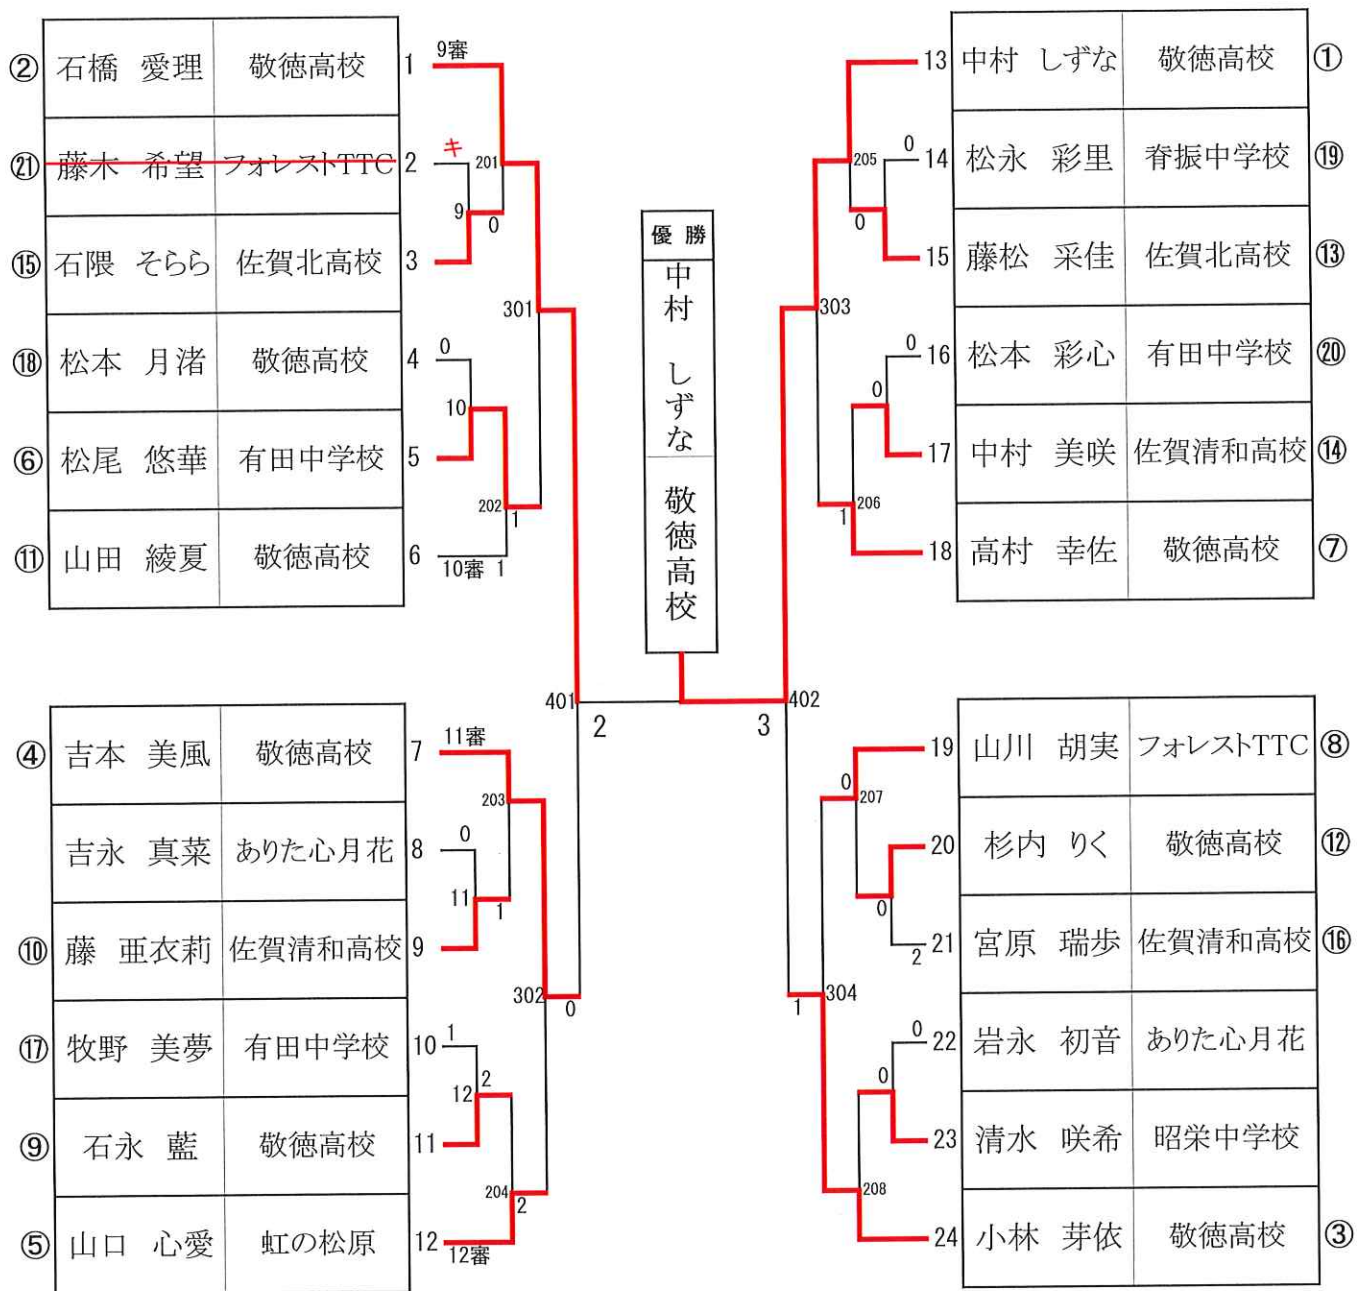 ② 石橋 愛理 敬徳高校 1 9審
㉑ 藤木 希望 フォレストTTC 2 キ
201
9
0
⑮ 石隈 そらら 佐賀北高校 3
301
⑱ 松本 月渚 敬徳高校 4 0
10
⑥ 松尾 悠華 有田中学校 5
202
1
⑪ 山田 綾夏 敬徳高校 6 10審 1
優勝
中村 しずな
敬徳高校
13 中村 しずな 敬徳高校 ①
205
0 14 松永 彩里 脊振中学校 ⑲
0
15 藤松 采佳 佐賀北高校 ⑬
303
0 16 松本 彩心 有田中学校 ⑳
0
17 中村 美咲 佐賀清和高校 ⑭
1 206
18 高村 幸佐 敬徳高校 ⑦
401
2
3
402
④ 吉本 美風 敬徳高校 7 11審
203
吉永 真菜 ありた心月花 8 0
11
1
⑩ 藤 亜衣莉 佐賀清和高校 9
302
0
⑰ 牧野 美夢 有田中学校 10 1
12
2
⑨ 石永 藍 敬徳高校 11
204
2
⑤ 山口 心愛 虹の松原 12 12審
19 山川 胡実 フォレストTTC ⑧
0 207
20 杉内 りく 敬徳高校 ⑫
0
2 21 宮原 瑞歩 佐賀清和高校 ⑯
1 304
0 22 岩永 初音 ありた心月花
0
23 清水 咲希 昭栄中学校
208
24 小林 芽依 敬徳高校 ③